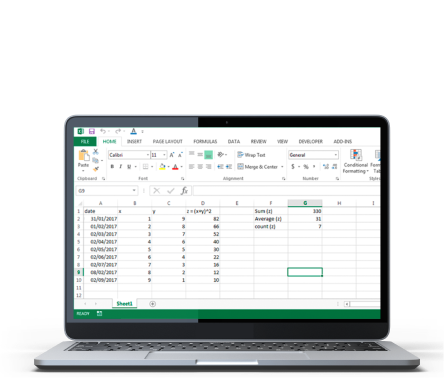 FILE HOME INSERT PAGE LAYOUT FORMULAS DATA REVIEW VIEW DEVELOPER ADD-INS
Calibri 11 A A Wrap Text General
Paste B I U A Merge & Center $ % Conditional
Formatting
Clipboard Font Alignment Number
G9 fx
A B C D E F G H I
1 date x y z = (x+y)^2 Sum (z) 330
2 31/01/2017 1 9 82 Average (z) 31
3 01/02/2017 2 8 66 count (z) 7
4 02/03/2017 3 7 52
5 02/04/2017 4 6 40
6 02/05/2017 5 5 30
7 02/06/2017 6 4 22
8 02/07/2017 7 3 16
9 08/02/2017 8 2 12
10 02/09/2017 9 1 10
11
12
Sheet1
READY